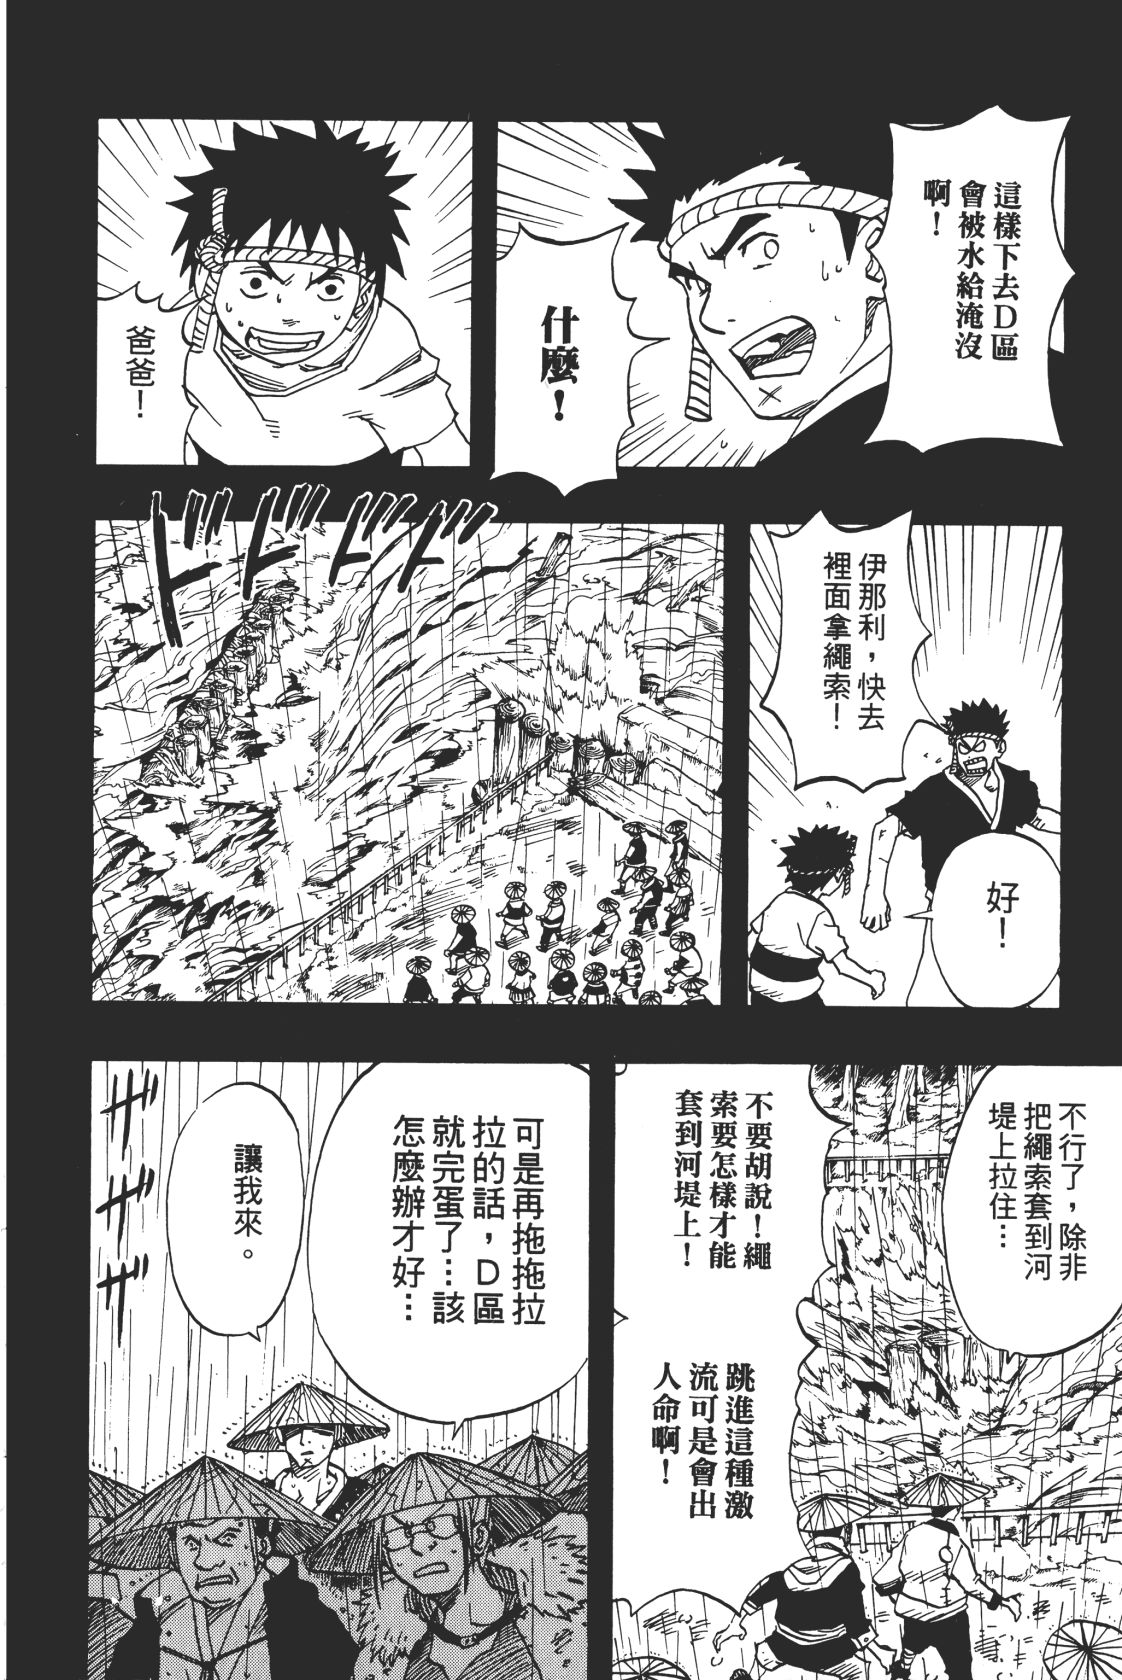 這樣下去D區
會被水給淹沒
啊！
什麼！
爸爸！
伊那利，快去
裡面拿繩索！
好！
ドドドド
不行了，除非
把繩索套到河
堤上拉住…
不要胡說！繩
索要怎樣才能
套到河堤上！
跳進這種激
流可是會出
人命啊！
可是再拖拖拉
拉的話，D區
就完蛋了…該
怎麼辦才好…
讓我來。
ザザザ